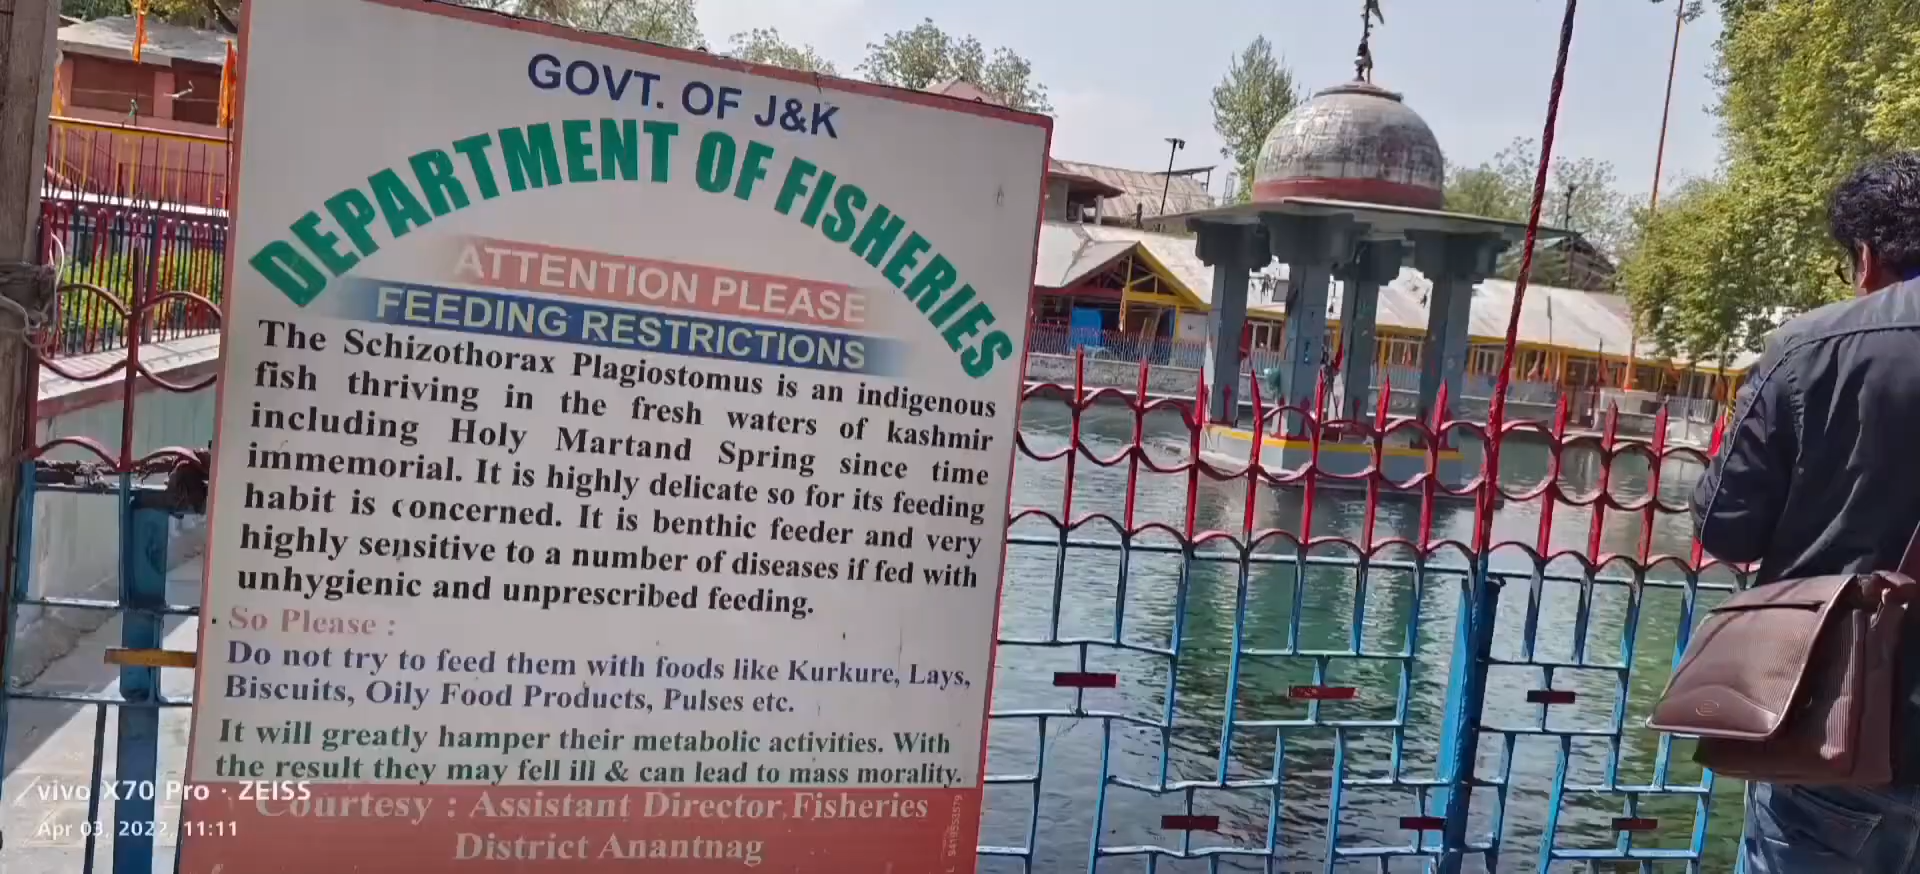 GOVT. OF J&K
DEPARTMENT OF FISHERIES
ATTENTION PLEASE
FEEDING RESTRICTIONS
The Schizothorax Plagiostomus is an indigenous
fish thriving in the fresh waters of kashmir
including Holy Martand Spring since time
immemorial. It is highly delicate so for its feeding
habit is concerned. It is benthic feeder and very
highly sensitive to a number of diseases if fed with
unhygienic and unprescribed feeding.
So Please :
Do not try to feed them with foods like Kurkure, Lays,
Biscuits, Oily Food Products, Pulses etc.
It will greatly hamper their metabolic activities. With
the result they may fell ill & can lead to mass morality.
Courtesy : Assistant Director Fisheries
District Anantnag
vivo X70 Pro · ZEISS
Apr 03, 2022, 11:11